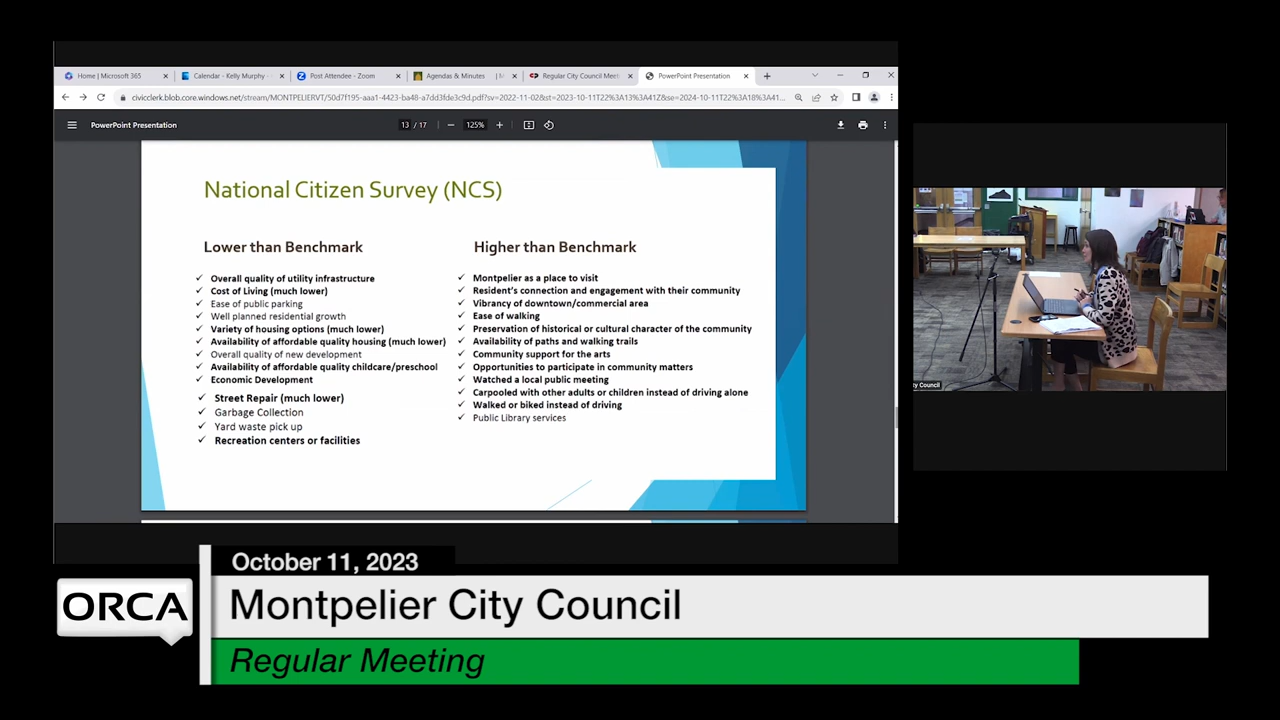 Home | Microsoft 365
Calendar - Kelly Murphy -
Post Attendee - Zoom
Agendas & Minutes
Regular City Council Meeti
PowerPoint Presentation
PowerPoint Presentation
13 / 17
125%
National Citizen Survey (NCS)
Lower than Benchmark
✓ Overall quality of utility infrastructure
✓ Cost of Living (much lower)
✓ Ease of public parking
✓ Well planned residential growth
✓ Variety of housing options (much lower)
✓ Availability of affordable quality housing (much lower)
✓ Overall quality of new development
✓ Availability of affordable quality childcare/preschool
✓ Economic Development
✓ Street Repair (much lower)
✓ Garbage Collection
✓ Yard waste pick up
✓ Recreation centers or facilities
Higher than Benchmark
✓ Montpelier as a place to visit
✓ Resident's connection and engagement with their community
✓ Vibrancy of downtown/commercial area
✓ Ease of walking
✓ Preservation of historical or cultural character of the community
✓ Availability of paths and walking trails
✓ Community support for the arts
✓ Opportunities to participate in community matters
✓ Watched a local public meeting
✓ Carpooled with other adults or children instead of driving alone
✓ Walked or biked instead of driving
✓ Public Library services
Council
ORCA
October 11, 2023
Montpelier City Council
Regular Meeting